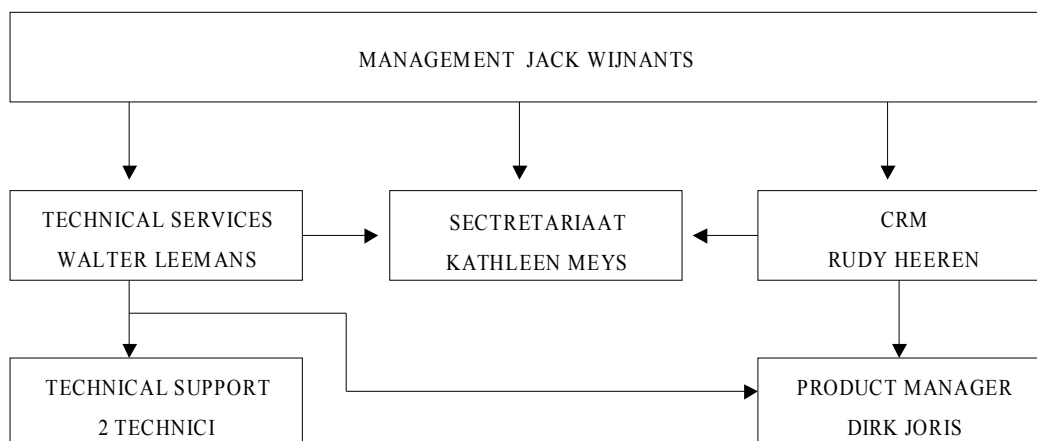 MANAGEMENT JACK WIJNANTS
TECHNICAL SERVICES
WALTER LEEMANS
SECTRETARIAAT
KATHLEEN MEYS
CRM
RUDY HEEREN
TECHNICAL SUPPORT
2 TECHNICI
PRODUCT MANAGER
DIRK JORIS